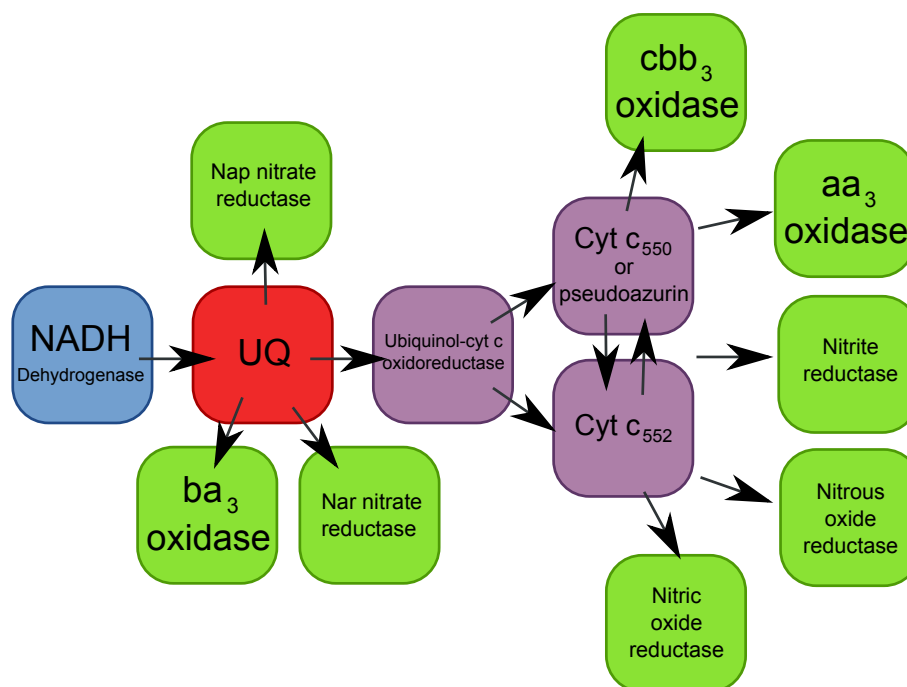 cbb₃
oxidase
aa₃
oxidase
Nap nitrate
reductase
Cyt c₅₅₀
or
pseudoazurin
NADH
Dehydrogenase
UQ
Ubiquinol-cyt c
oxidoreductase
Nitrite
reductase
Cyt c₅₅₂
ba₃
oxidase
Nar nitrate
reductase
Nitrous
oxide
reductase
Nitric
oxide
reductase